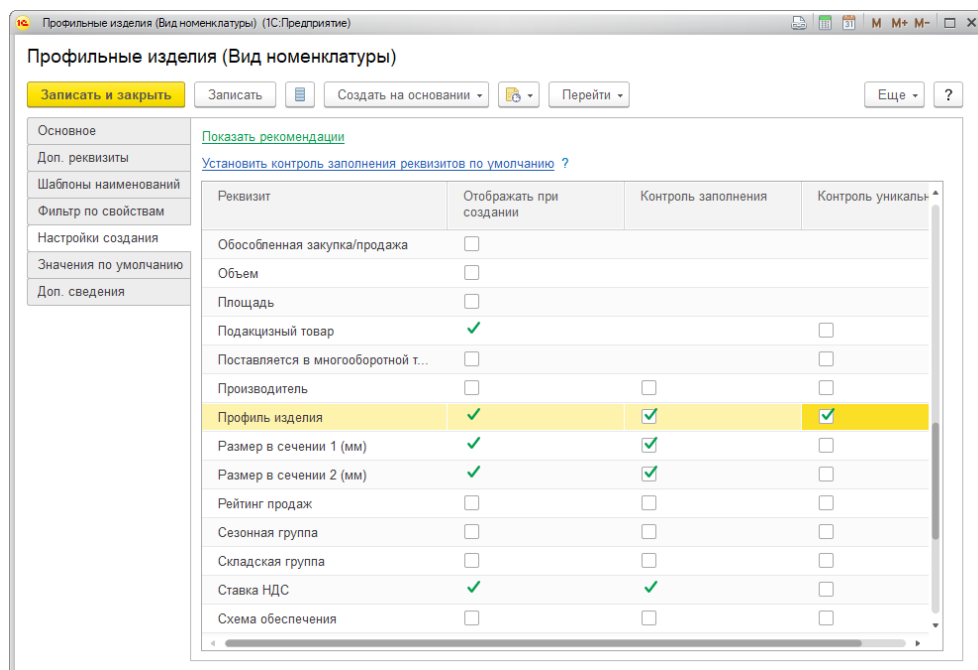 1С Профильные изделия (Вид номенклатуры) (1С:Предприятие) 31 M M+ M-
Профильные изделия (Вид номенклатуры)
Записать и закрыть Записать Создать на основании Перейти Еще ?
Основное
Доп. реквизиты
Шаблоны наименований
Фильтр по свойствам
Настройки создания
Значения по умолчанию
Доп. сведения
Показать рекомендации
Установить контроль заполнения реквизитов по умолчанию ?
Реквизит Отображать при создании Контроль заполнения Контроль уникальн
Обособленная закупка/продажа
Объем
Площадь
Подакцизный товар
Поставляется в многооборотной т...
Производитель
Профиль изделия
Размер в сечении 1 (мм)
Размер в сечении 2 (мм)
Рейтинг продаж
Сезонная группа
Складская группа
Ставка НДС
Схема обеспечения